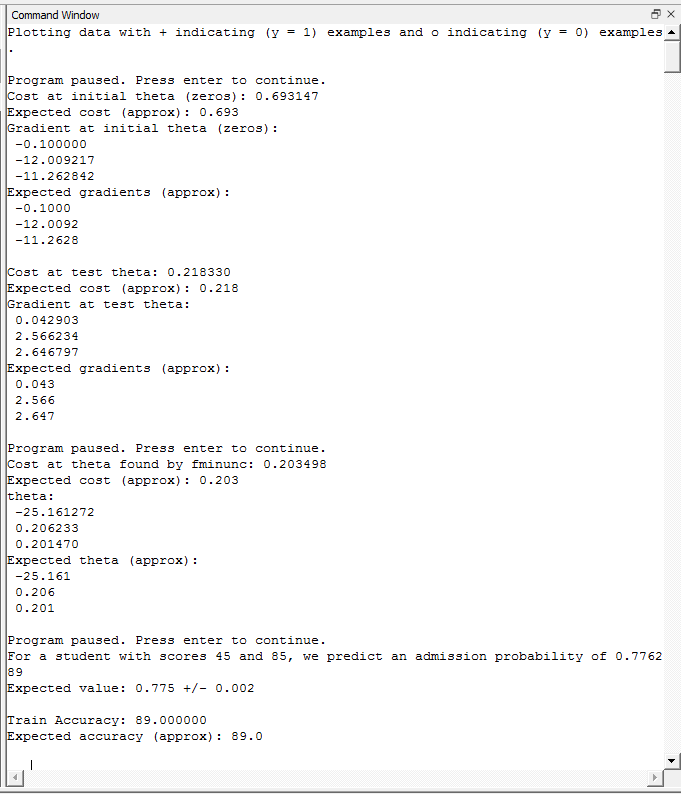 Command Window
Plotting data with + indicating (y = 1) examples and o indicating (y = 0) examples
.
Program paused. Press enter to continue.
Cost at initial theta (zeros): 0.693147
Expected cost (approx): 0.693
Gradient at initial theta (zeros):
-0.100000
-12.009217
-11.262842
Expected gradients (approx):
-0.1000
-12.0092
-11.2628
Cost at test theta: 0.218330
Expected cost (approx): 0.218
Gradient at test theta:
0.042903
2.566234
2.646797
Expected gradients (approx):
0.043
2.566
2.647
Program paused. Press enter to continue.
Cost at theta found by fminunc: 0.203498
Expected cost (approx): 0.203
theta:
-25.161272
0.206233
0.201470
Expected theta (approx):
-25.161
0.206
0.201
Program paused. Press enter to continue.
For a student with scores 45 and 85, we predict an admission probability of 0.7762
89
Expected value: 0.775 +/- 0.002
Train Accuracy: 89.000000
Expected accuracy (approx): 89.0